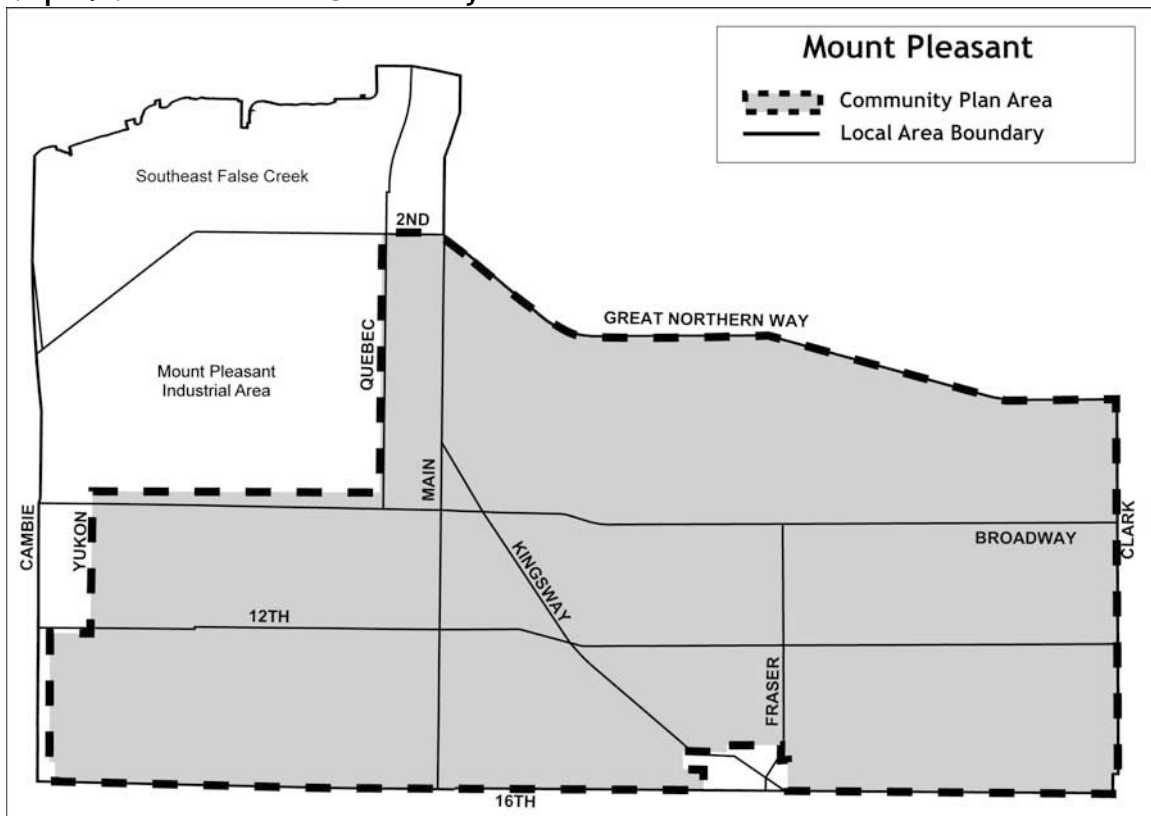 Mount Pleasant
Community Plan Area
Local Area Boundary
Southeast False Creek
2ND
GREAT NORTHERN WAY
QUEBEC
Mount Pleasant
Industrial Area
MAIN
CAMBIE
YUKON
KINGSWAY
BROADWAY
CLARK
12TH
FRASER
16TH